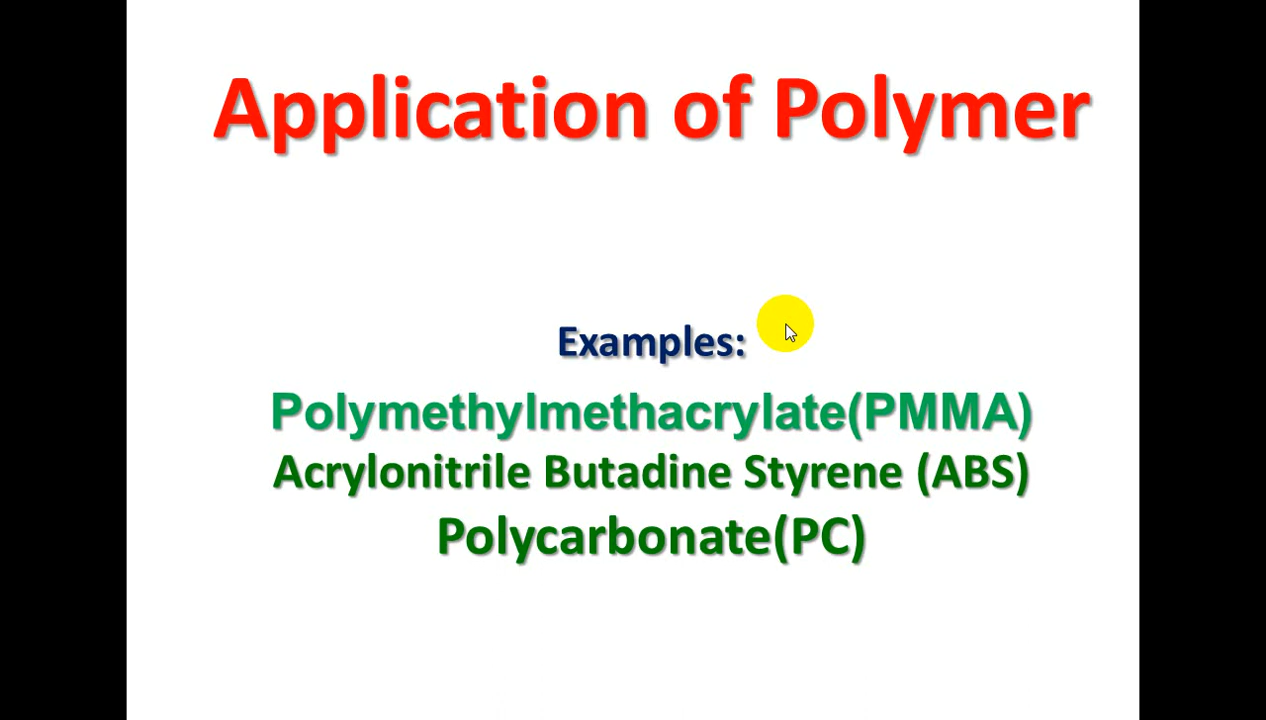 Application of Polymer
Examples:
Polymethylmethacrylate(PMMA)
Acrylonitrile Butadine Styrene (ABS)
Polycarbonate(PC)